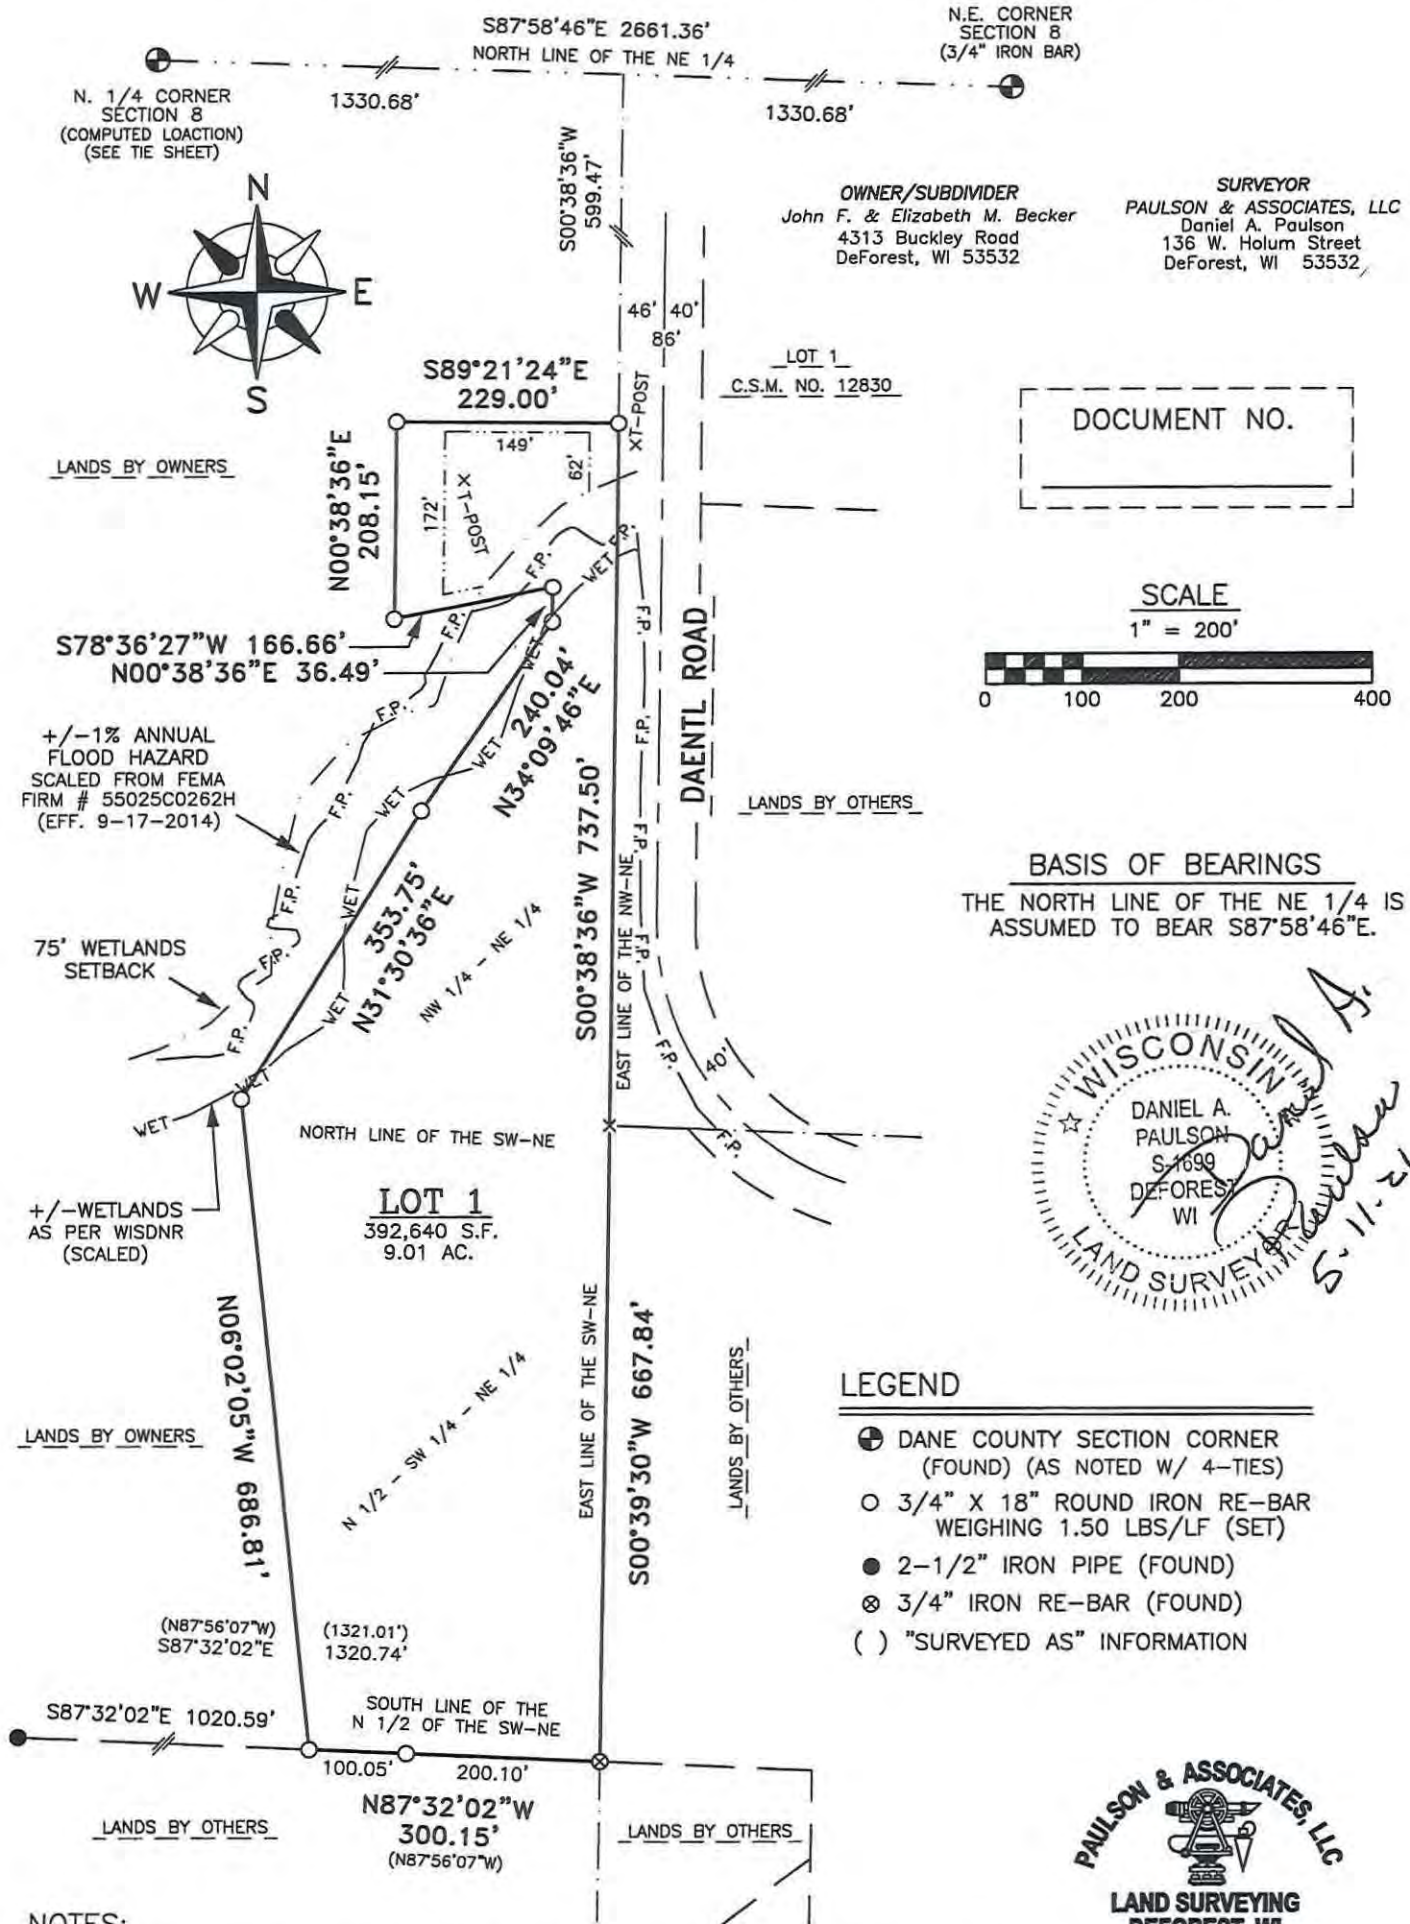 S87°58'46"E 2661.36'
NORTH LINE OF THE NE 1/4
N.E. CORNER
SECTION 8
(3/4" IRON BAR)
N. 1/4 CORNER
SECTION 8
(COMPUTED LOACTION)
(SEE TIE SHEET)
1330.68'
1330.68'
S00°38'36"W
599.47'
N
W
E
S
OWNER/SUBDIVIDER
John F. & Elizabeth M. Becker
4313 Buckley Road
DeForest, WI 53532
SURVEYOR
PAULSON & ASSOCIATES, LLC
Daniel A. Paulson
136 W. Holum Street
DeForest, WI 53532
46'
40'
86'
LOT 1
C.S.M. NO. 12830
DOCUMENT NO.
S89°21'24"E
229.00'
XT-POST
149'
62'
172'
XT-POST
LANDS BY OWNERS
N00°38'36"E
208.15'
S78°36'27"W 166.66'
N00°38'36"E 36.49'
F.P.
F.P.
F.P.
F.P.
F.P.
F.P.
F.P.
F.P.
WET
WET
WET
WET
WET
WET
WET
WET
F.P.
F.P.
F.P.
F.P.
F.P.
F.P.
SCALE
1" = 200'
0
100
200
400
240.04'
N34°09'46"E
DAENTL ROAD
+/-1% ANNUAL
FLOOD HAZARD
SCALED FROM FEMA
FIRM # 55025C0262H
(EFF. 9-17-2014)
LANDS BY OTHERS
S00°38'36"W 737.50'
EAST LINE OF THE NW-NE
353.75'
N31°30'36"E
NW 1/4 - NE 1/4
BASIS OF BEARINGS
THE NORTH LINE OF THE NE 1/4 IS
ASSUMED TO BEAR S87°58'46"E.
75' WETLANDS
SETBACK
40'
WISCONSIN
DANIEL A.
PAULSON
S-1699
DEFOREST
WI
LAND SURVEYOR
Daniel A.
Paulson
NORTH LINE OF THE SW-NE
LOT 1
392,640 S.F.
9.01 AC.
+/-WETLANDS
AS PER WISDNR
(SCALED)
N06°02'05"W 686.81'
EAST LINE OF THE SW-NE
S00°39'30"W 667.84'
LANDS BY OTHERS
LANDS BY OWNERS
N 1/2 - SW 1/4 - NE 1/4
LEGEND
DANE COUNTY SECTION CORNER
(FOUND) (AS NOTED W/ 4-TIES)
3/4" X 18" ROUND IRON RE-BAR
WEIGHING 1.50 LBS/LF (SET)
2-1/2" IRON PIPE (FOUND)
3/4" IRON RE-BAR (FOUND)
( ) "SURVEYED AS" INFORMATION
(N87°56'07"W) (1321.01')
S87°32'02"E 1320.74'
S87°32'02"E 1020.59'
SOUTH LINE OF THE
N 1/2 OF THE SW-NE
100.05'
200.10'
N87°32'02"W
300.15'
(N87°56'07"W)
LANDS BY OTHERS
LANDS BY OTHERS
PAULSON & ASSOCIATES, LLC
LAND SURVEYING
DEFOREST, WI
NOTES: